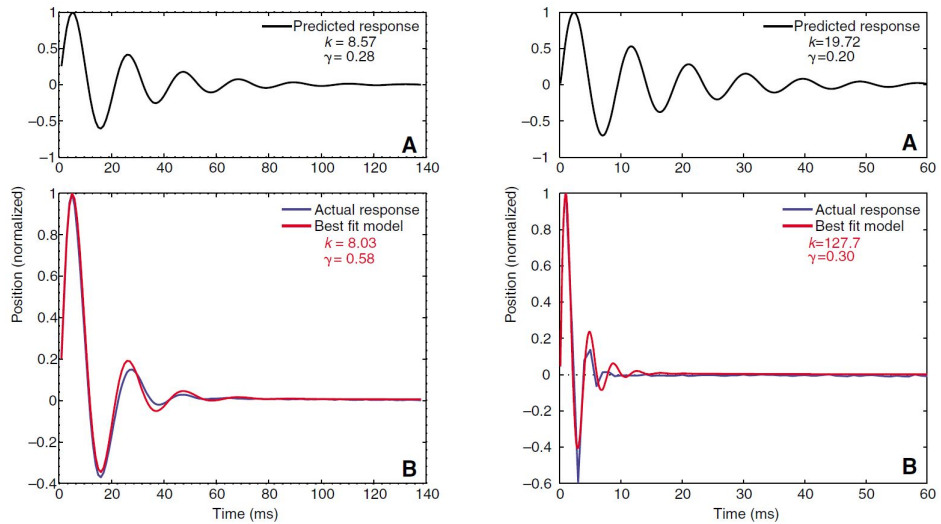 Predicted response
k = 8.57
γ = 0.28
1
0.5
0
−0.5
−1
A
0 20 40 60 80 100 120 140
Actual response
Best fit model
k = 8.03
γ = 0.58
1
0.8
0.6
0.4
0.2
0
−0.2
−0.4
Position (normalized)
B
0 20 40 60 80 100 120 140
Time (ms)
Predicted response
k=19.72
γ=0.20
1
0.5
0
−0.5
−1
A
0 10 20 30 40 50 60
Actual response
Best fit model
k=127.7
γ=0.30
1
0.8
0.6
0.4
0.2
0
−0.2
−0.4
−0.6
Position (normalized)
B
0 10 20 30 40 50 60
Time (ms)